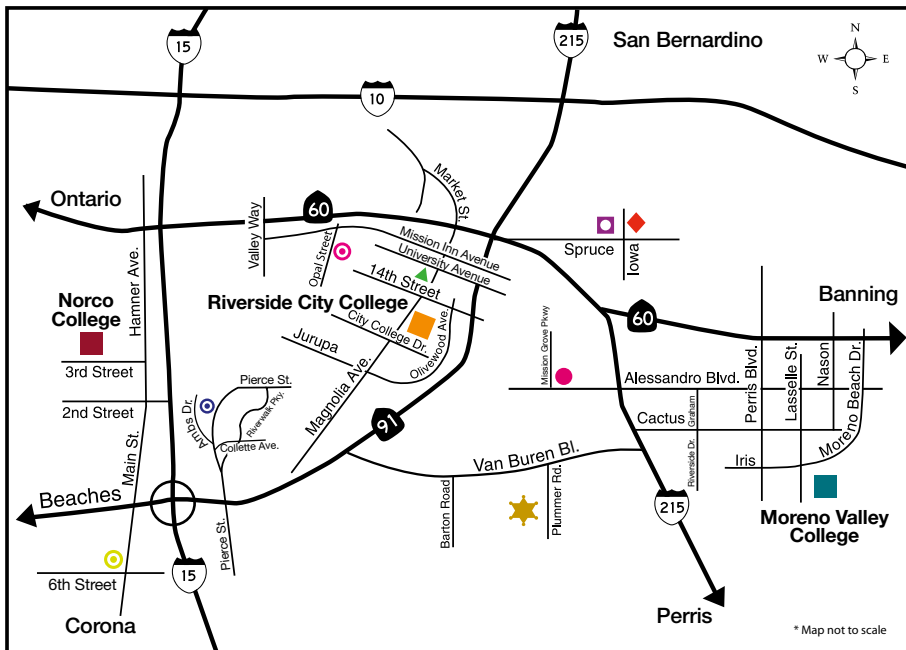 N
W
E
S
15
215
San Bernardino
10
Ontario
60
Market St.
Hamner Ave.
Valley Way
Opal Street
Mission Inn Avenue
University Avenue
14th Street
Spruce
Iowa
Norco
College
Riverside City College
City College Dr.
Olivewood Ave.
Jurupa
Magnolia Ave.
60
Banning
Mission Grove Pkwy
Perris Blvd.
Lasselle St.
Nason
Moreno Beach Dr.
3rd Street
2nd Street
Pierce St.
Riverwalk Pky.
Ambs Dr.
Collette Ave.
Alessandro Blvd.
Graham
Cactus
91
Main St.
Van Buren Bl.
Riverside Dr.
Iris
Beaches
Barton Road
Plummer Rd.
215
Moreno Valley
College
Pierce St.
15
6th Street
Corona
Perris
* Map not to scale